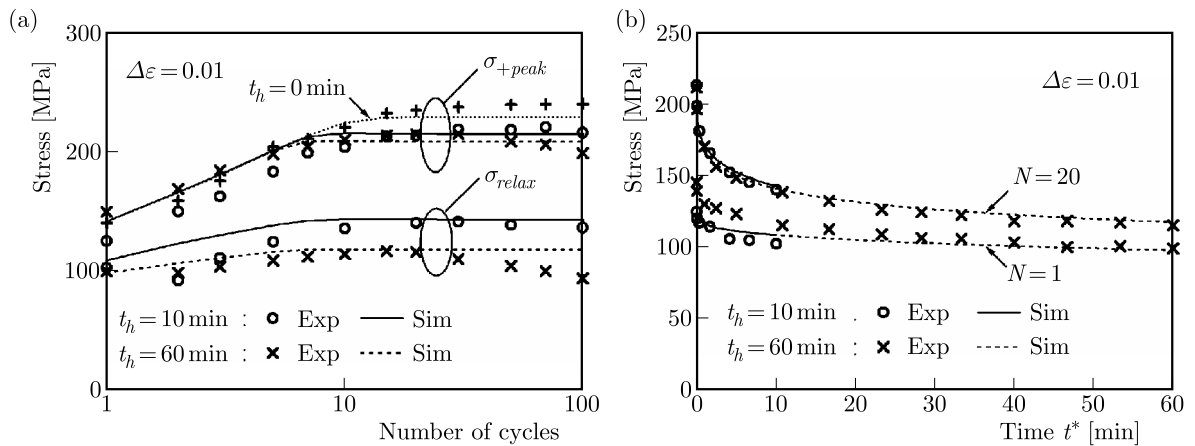 (a)
300
200
100
0
Stress [MPa]
Δε = 0.01
t_h = 0 min
σ_{+peak}
σ_{relax}
t_h = 10 min : Exp Sim
t_h = 60 min : Exp Sim
1 10 100
Number of cycles
(b)
250
200
150
100
50
0
Stress [MPa]
Δε = 0.01
N = 20
N = 1
t_h = 10 min . Exp Sim
t_h = 60 min : Exp Sim
0 10 20 30 40 50 60
Time t* [min]